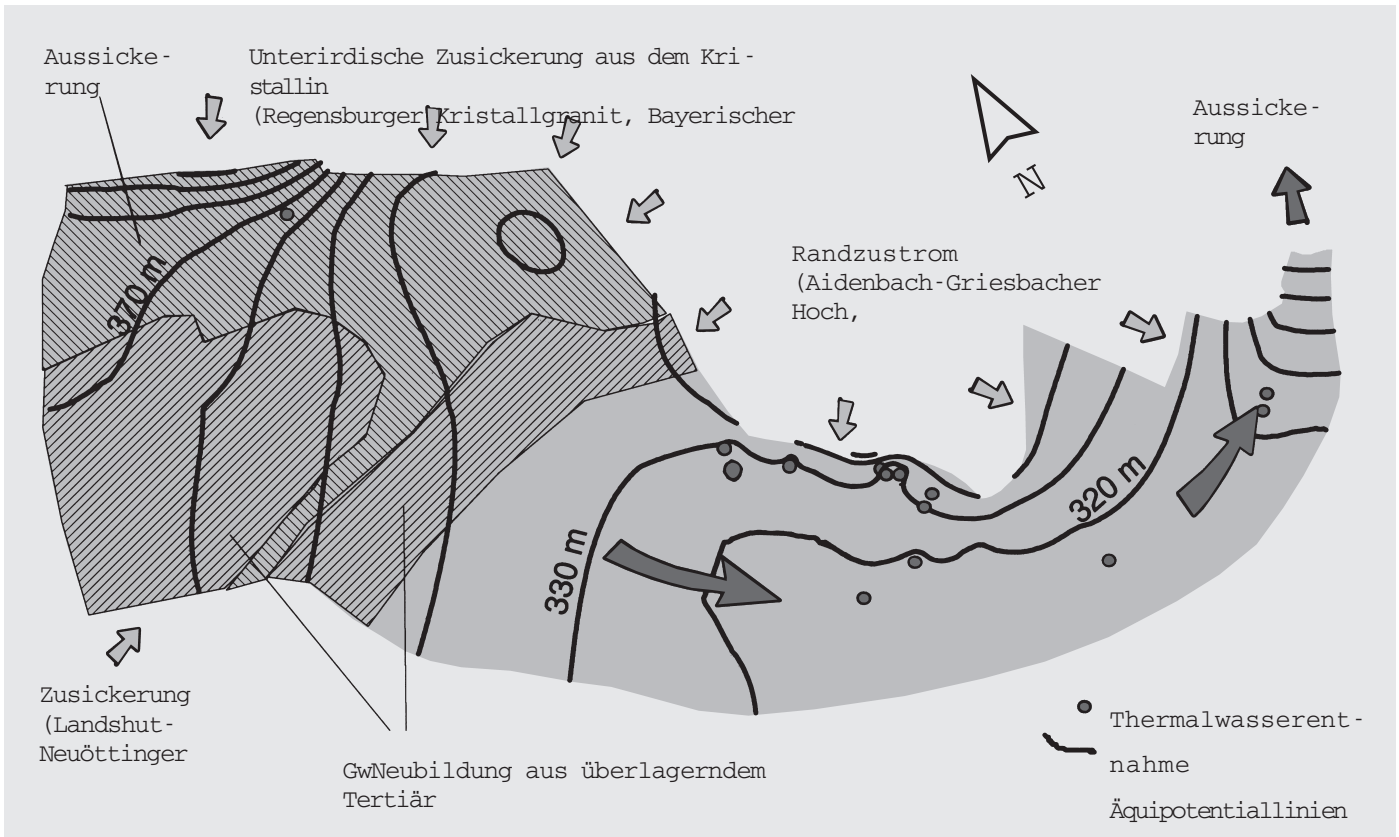 Aussicke-
rung
Unterirdische Zusickerung aus dem Kri-
stallin
(Regensburger Kristallgranit, Bayerischer
Aussicke-
rung
N
Randzustrom
(Aidenbach-Griesbacher
Hoch,
370 m
330 m
320 m
Zusickerung
(Landshut-
Neuöttinger
GwNeubildung aus überlagerndem
Tertiär
Thermalwasserent-
nahme
Äquipotentiallinien